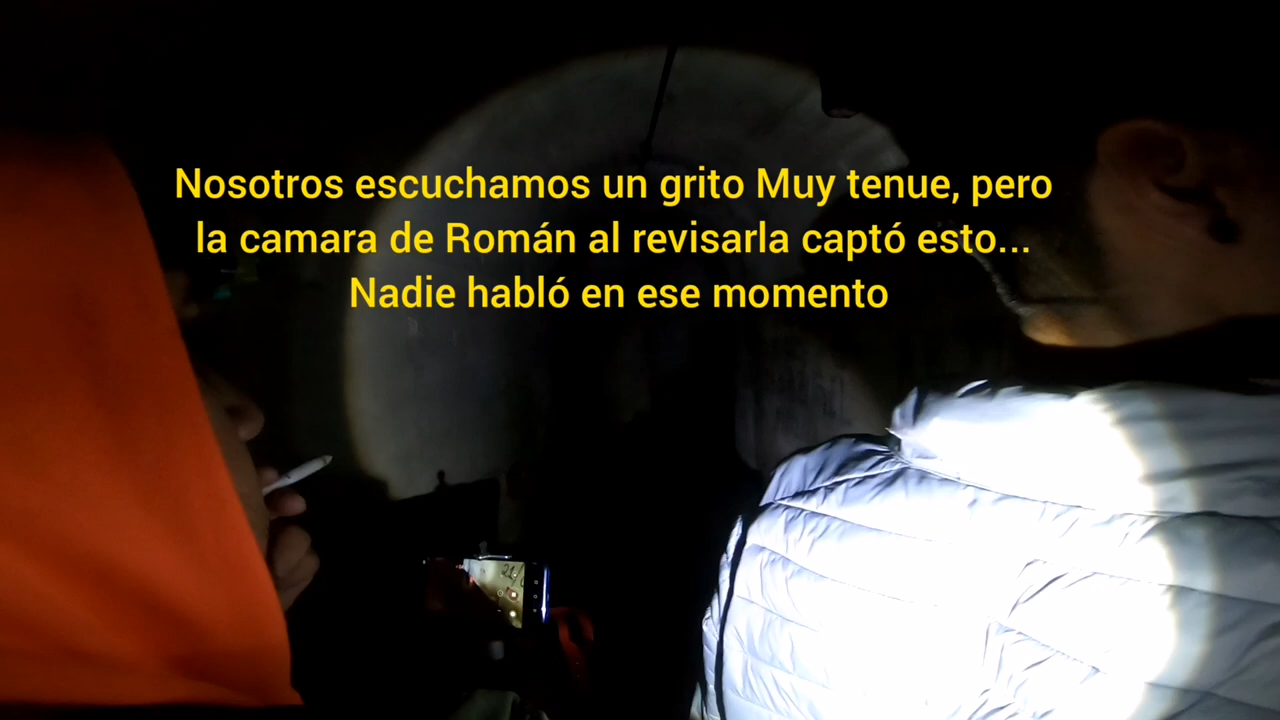 Nosotros escuchamos un grito Muy tenue, pero
la camara de Román al revisarla captó esto...
Nadie habló en ese momento